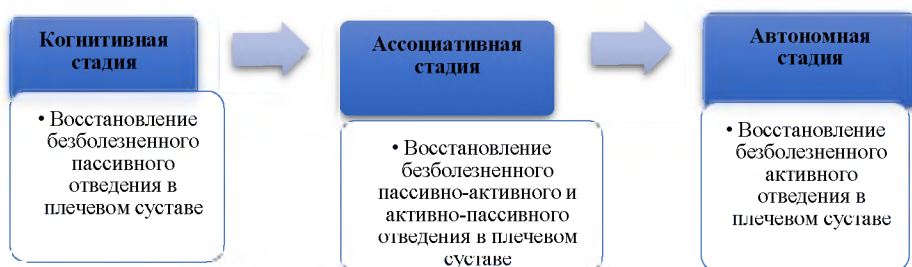 Когнитивная
стадия
• Восстановление
безболезненного
пассивного
отведения в
плечевом суставе
Ассоциативная
стадия
• Восстановление
безболезненного
пассивно-активного и
активно-пассивного
отведения в плечевом
суставе
Автономная
стадия
• Восстановление
безболезненного
активного
отведения в
плечевом суставе